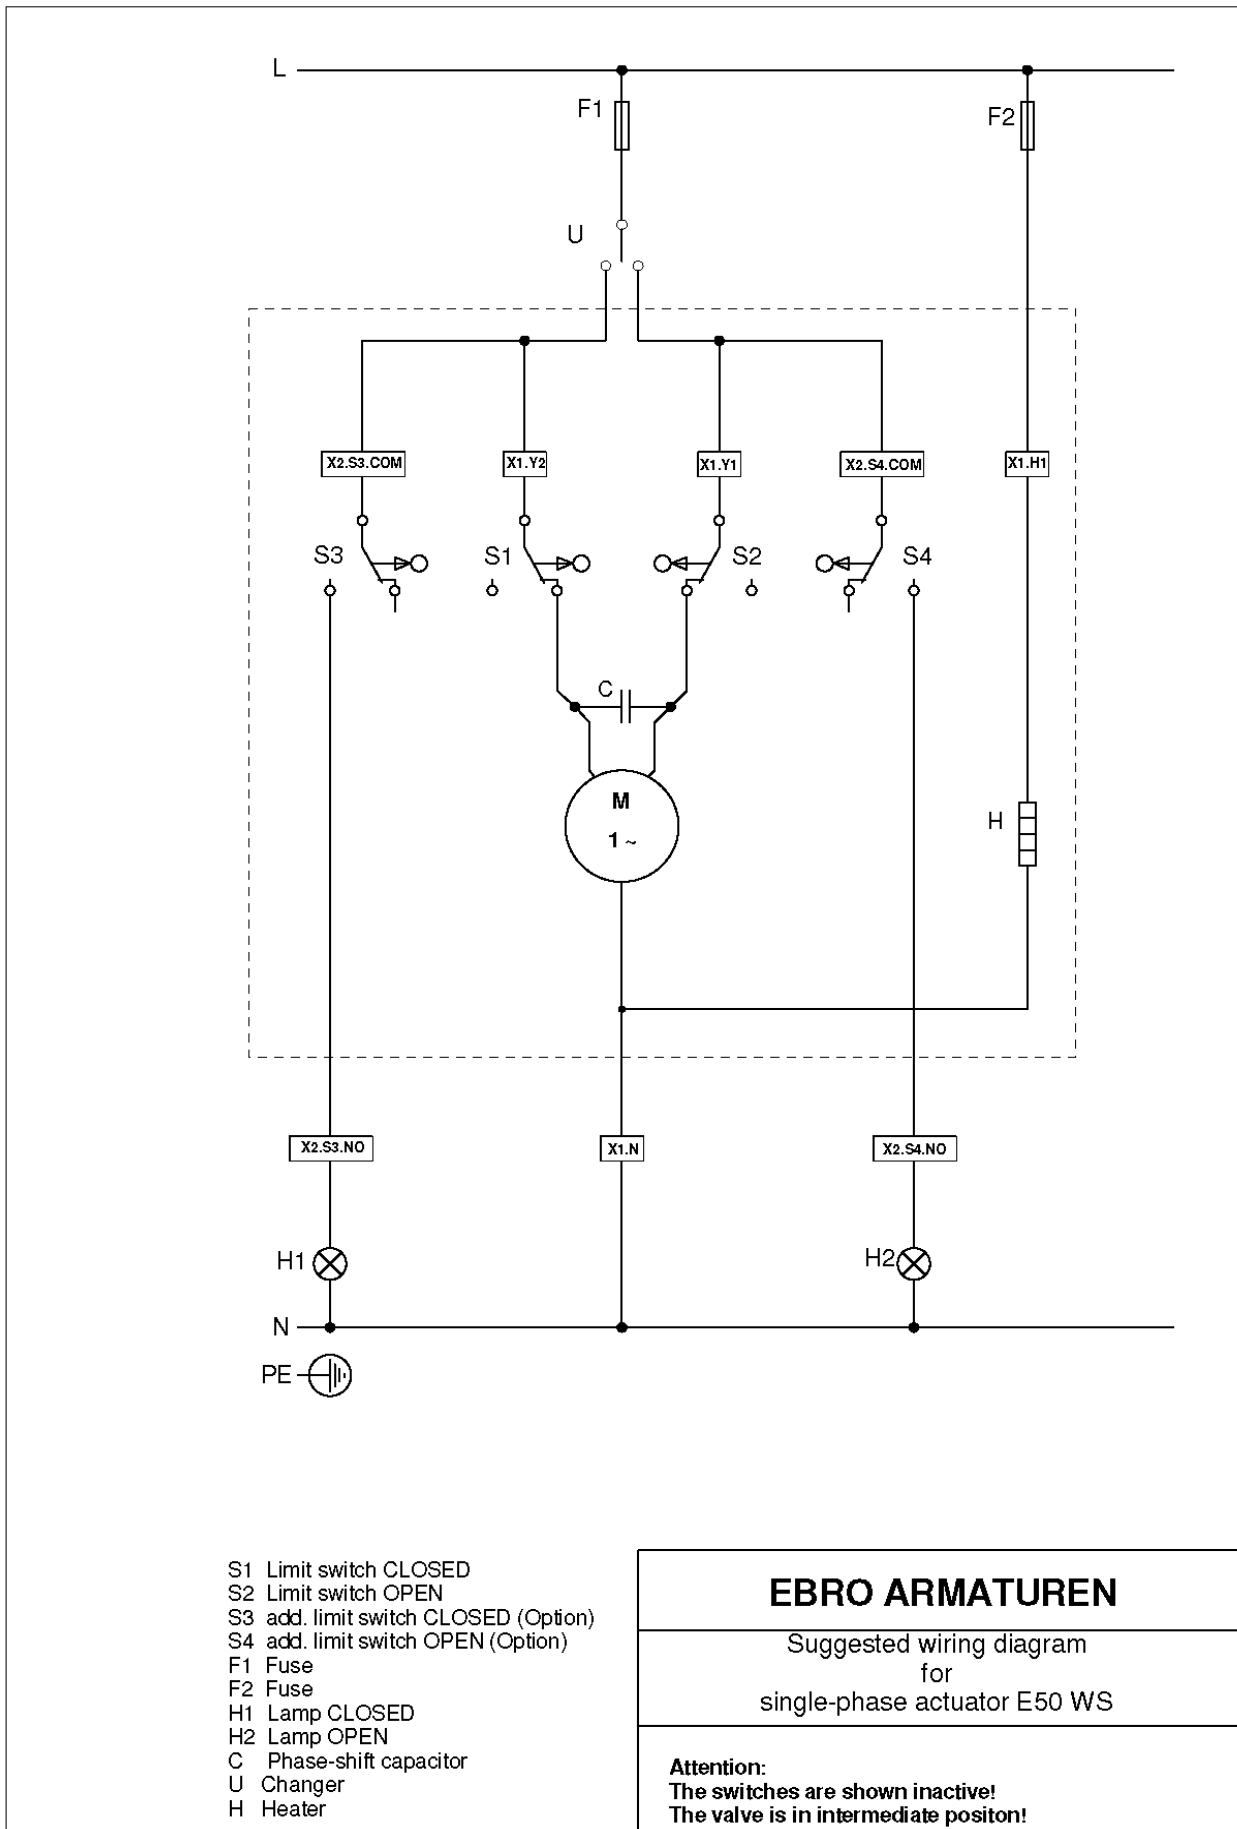 L
F1
F2
U
X2.S3.COM
X1.Y2
X1.Y1
X2.S4.COM
X1.H1
S3
S1
S2
S4
C
M
1 ~
H
X2.S3.NO
X1.N
X2.S4.NO
H1
H2
N
PE
S1 Limit switch CLOSED
S2 Limit switch OPEN
S3 add. limit switch CLOSED (Option)
S4 add. limit switch OPEN (Option)
F1 Fuse
F2 Fuse
H1 Lamp CLOSED
H2 Lamp OPEN
C Phase-shift capacitor
U Changer
H Heater
EBRO ARMATUREN
Suggested wiring diagram
for
single-phase actuator E50 WS
Attention:
The switches are shown inactive!
The valve is in intermediate positon!